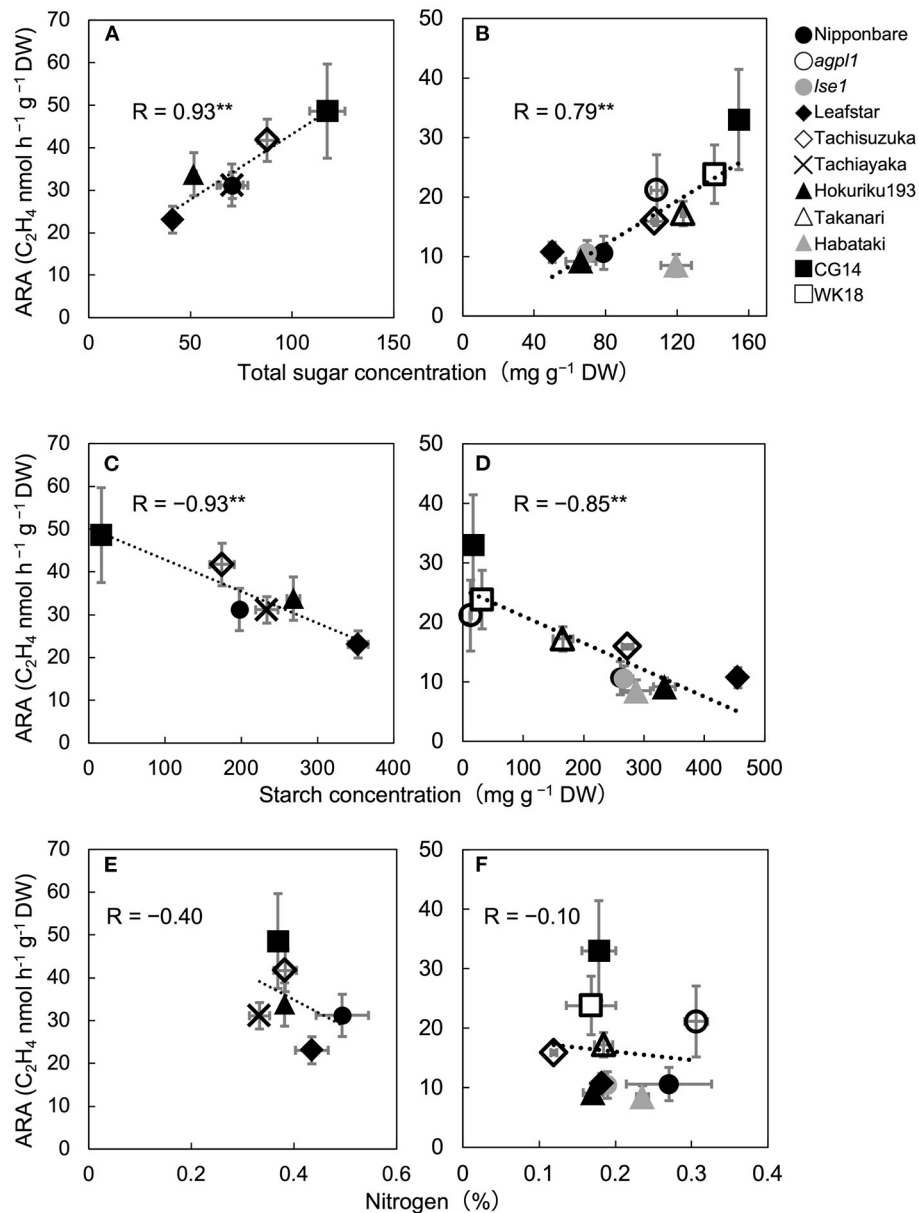 A
R = 0.93**
ARA (C₂H₄ nmol h⁻¹ g⁻¹ DW)
70
60
50
40
30
20
10
0
0 50 100 150
B
R = 0.79**
50
40
30
20
10
0
0 40 80 120 160
Total sugar concentration (mg g⁻¹ DW)
Nipponbare
agpl1
lse1
Leafstar
Tachisuzuka
Tachiayaka
Hokuriku193
Takanari
Habataki
CG14
WK18
C
R = −0.93**
ARA (C₂H₄ nmol h⁻¹ g⁻¹ DW)
70
60
50
40
30
20
10
0
0 100 200 300 400
D
R = −0.85**
50
40
30
20
10
0
0 100 200 300 400 500
Starch concentration (mg g⁻¹ DW)
E
R = −0.40
ARA (C₂H₄ nmol h⁻¹ g⁻¹ DW)
70
60
50
40
30
20
10
0
0 0.2 0.4 0.6
F
R = −0.10
50
40
30
20
10
0
0 0.1 0.2 0.3 0.4
Nitrogen (%)